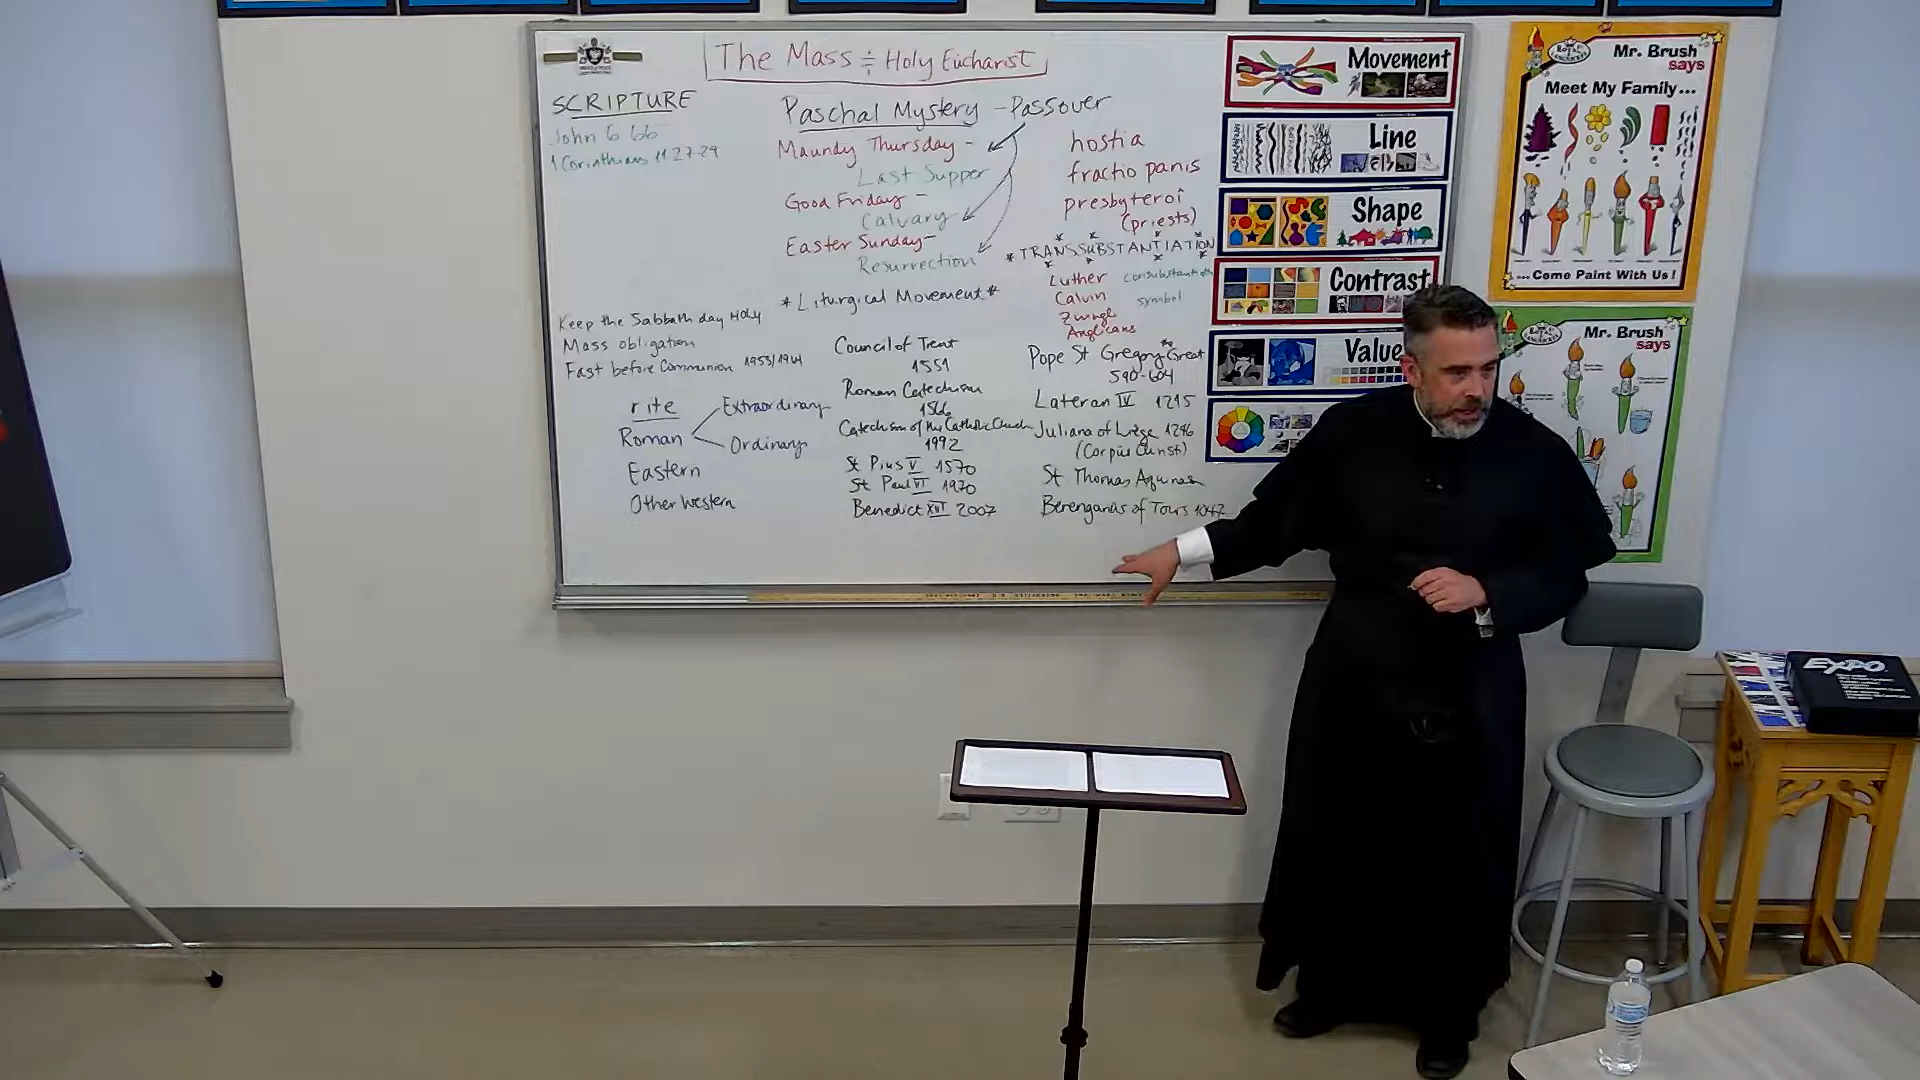 The Mass ÷ Holy Eucharist
SCRIPTURE
John 6 66
1 Corinthians 11 27-29
Keep the Sabbath day Holy
Mass obligation
Fast before Communion 1953/1964
rite
Roman
Extraordinary
Ordinary
Eastern
Other Western
Paschal Mystery - Passover
Maundy Thursday -
Last Supper
Good Friday -
Calvary
Easter Sunday-
Resurrection
*Liturgical Movement*
Council of Trent
1551
Roman Catechism
1566
Catechism of the Catholic Church
1992
St Pius V 1570
St Paul VI 1970
Benedict XVI 2007
hostia
fractio panis
presbyteroi
(priests)
*TRANSSUBSTANTIATION
Luther consubstantiation
Calvin symbol
Zwingli
Anglicans
Pope St Gregory Great
590-604
Lateran IV 1215
Juliana of Liège 1246
(Corpus Christi)
St Thomas Aquinas
Berengarius of Tours 1047
Movement
Line
Shape
Contrast
Value
Mr. Brush
says
Meet My Family...
...Come Paint With Us!
Mr. Brush
says
EXPO